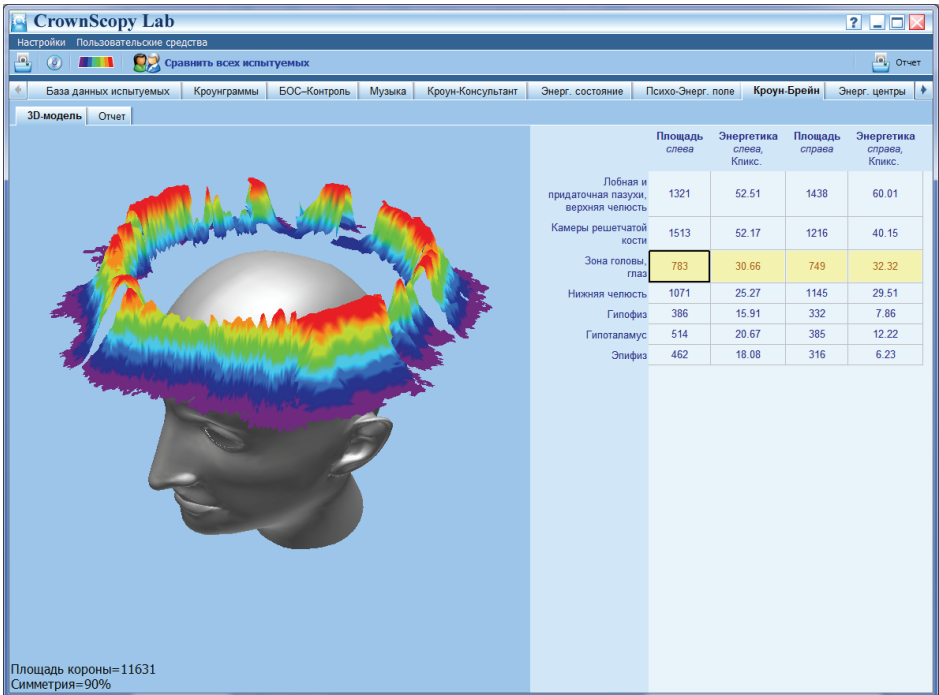 CrownScopy Lab
Настройки Пользовательские средства
Сравнить всех испытуемых
Отчет
База данных испытуемых Кроунграммы БОС–Контроль Музыка Кроун-Консультант Энерг. состояние Психо-Энерг. поле Кроун-Брейн Энерг. центры
3D-модель Отчет
Площадь слева Энергетика слева, Кпикс. Площадь справа Энергетика справа, Кпикс.
Лобная и
придаточная пазухи,
верхняя челюсть 1321 52.51 1438 60.01
Камеры решетчатой
кости 1513 52.17 1216 40.15
Зона головы,
глаз 783 30.66 749 32.32
Нижняя челюсть 1071 25.27 1145 29.51
Гипофиз 386 15.91 332 7.86
Гипоталамус 514 20.67 385 12.22
Эпифиз 462 18.08 316 6.23
Площадь короны=11631
Симметрия=90%